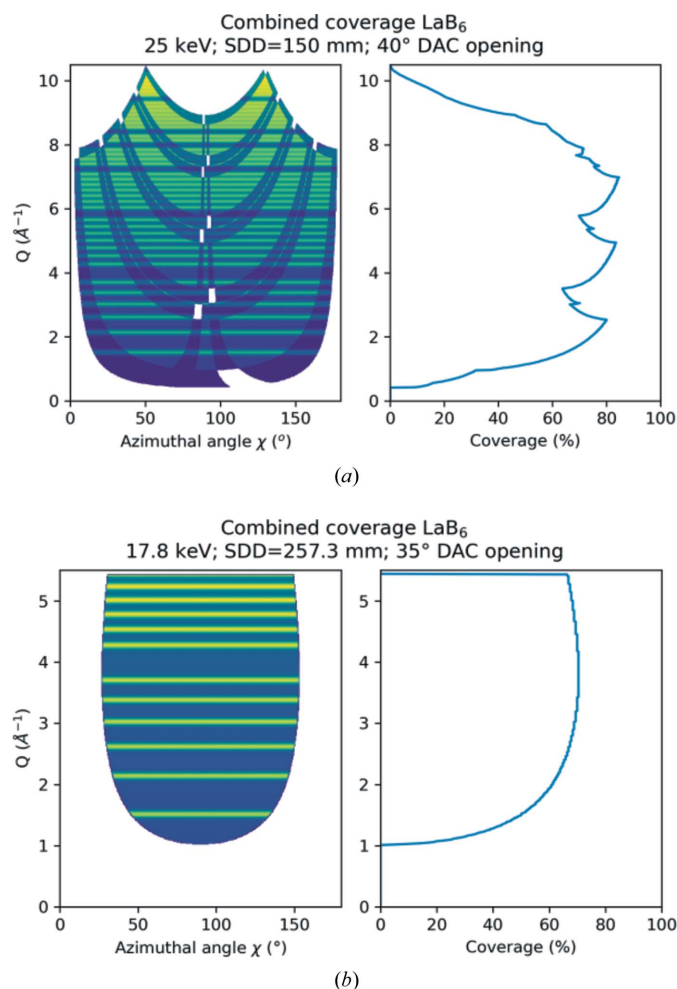 Combined coverage LaB₆
25 keV; SDD=150 mm; 40° DAC opening
10
8
6
4
2
0
Q (Å⁻¹)
0 50 100 150
Azimuthal angle χ (°)
10
8
6
4
2
0
0 20 40 60 80 100
Coverage (%)
(a)
Combined coverage LaB₆
17.8 keV; SDD=257.3 mm; 35° DAC opening
5
4
3
2
1
0
Q (Å⁻¹)
0 50 100 150
Azimuthal angle χ (°)
5
4
3
2
1
0
0 20 40 60 80 100
Coverage (%)
(b)